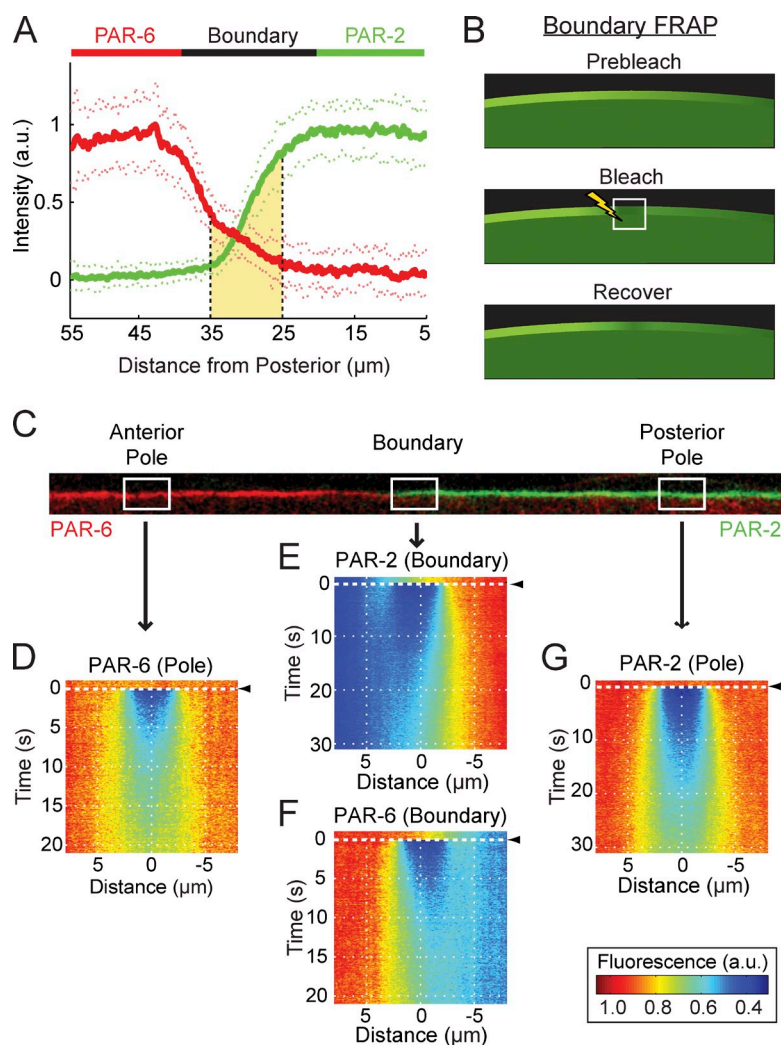 A
PAR-6 Boundary PAR-2
Intensity (a.u.)
1
0.5
0
55 45 35 25 15 5
Distance from Posterior (µm)
B
Boundary FRAP
Prebleach
Bleach
Recover
C
Anterior Pole
Boundary
Posterior Pole
PAR-6
PAR-2
D
PAR-6 (Pole)
Time (s)
0
5
10
15
20
5 0 -5
Distance (µm)
E
PAR-2 (Boundary)
Time (s)
0
10
20
30
5 0 -5
Distance (µm)
F
PAR-6 (Boundary)
Time (s)
0
5
10
15
20
5 0 -5
Distance (µm)
G
PAR-2 (Pole)
Time (s)
0
10
20
30
5 0 -5
Distance (µm)
Fluorescence (a.u.)
1.0 0.8 0.6 0.4